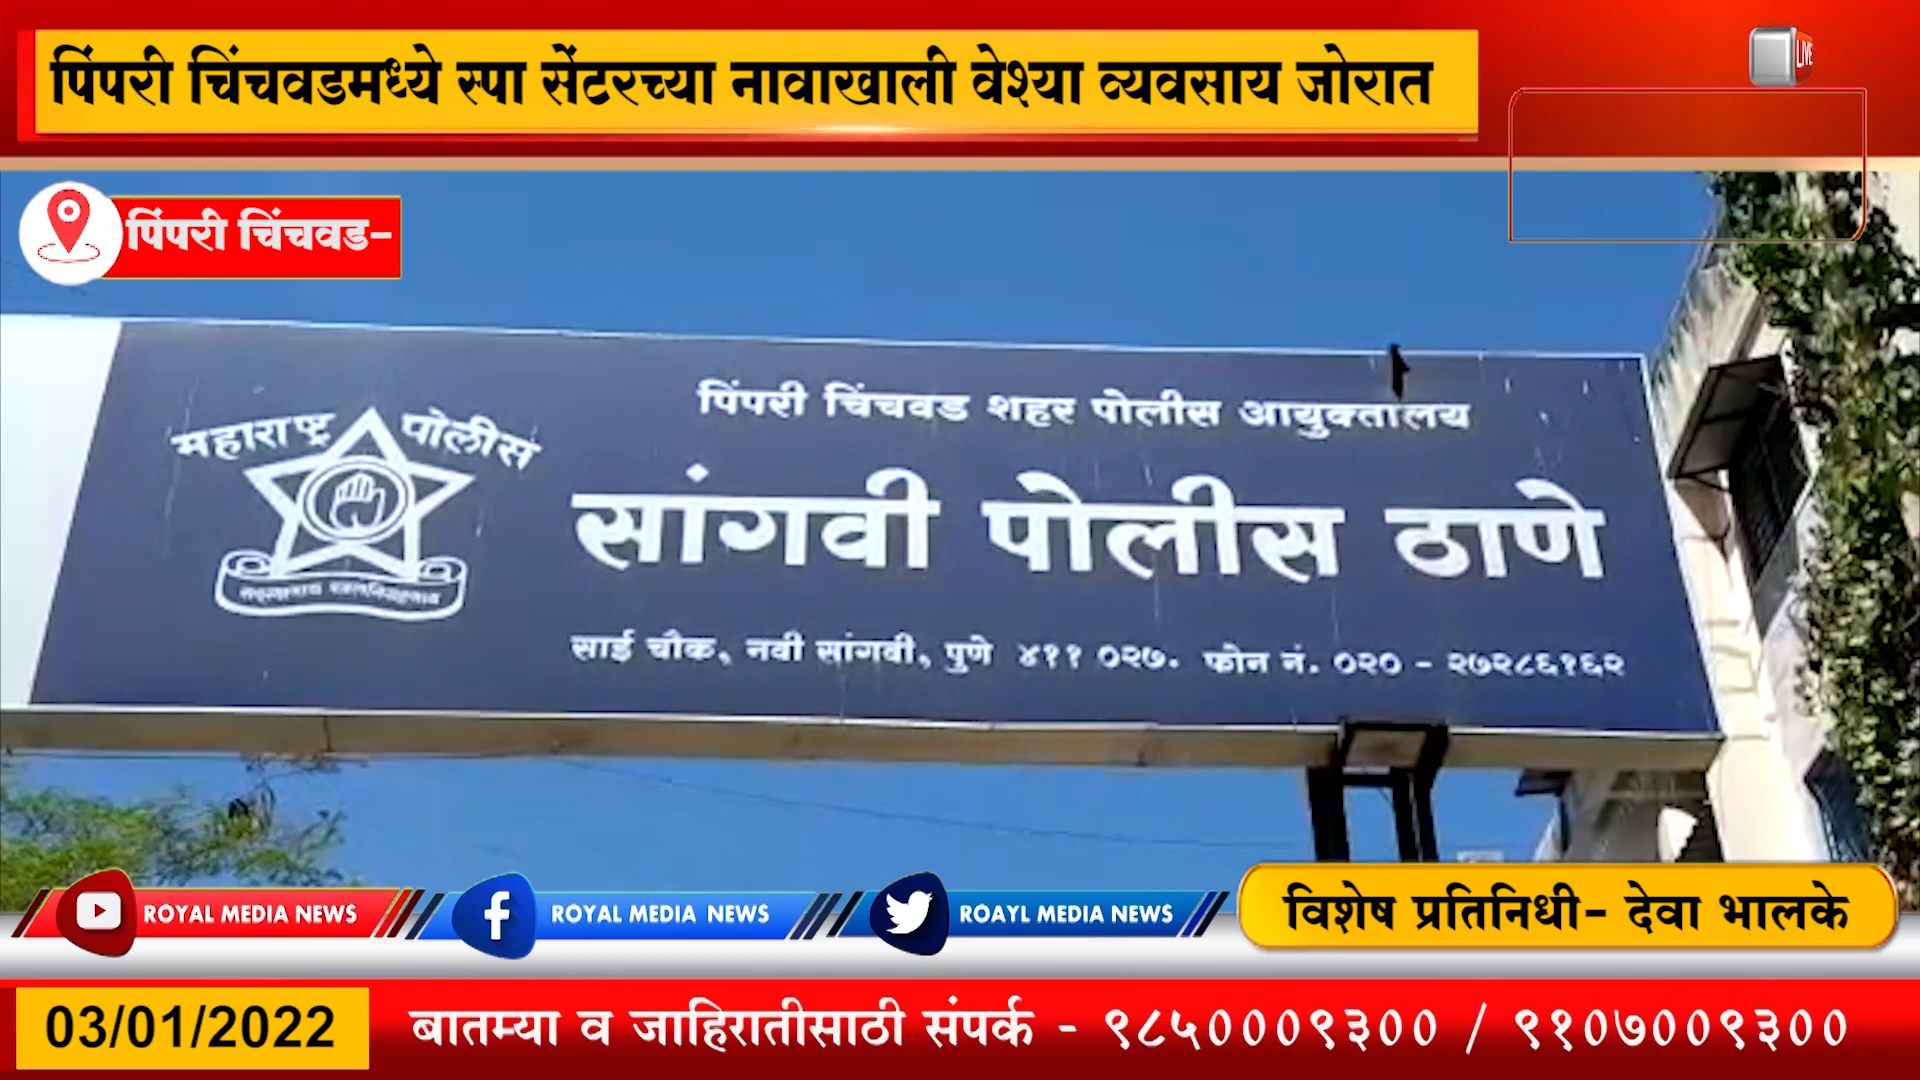 पिंपरी चिंचवडमध्ये स्पा सेंटरच्या नावाखाली वेश्या व्यवसाय जोरात
LIVE
पिंपरी चिंचवड-
पिंपरी चिंचवड शहर पोलीस आयुक्तालय
महाराष्ट्र पोलीस
सांगवी पोलीस ठाणे
साई चौक, नवी सांगवी, पुणे ४११ ०२७. फोन नं. ०२० - २७२८६१६२
ROYAL MEDIA NEWS
ROYAL MEDIA NEWS
ROAYL MEDIA NEWS
विशेष प्रतिनिधी- देवा भालके
03/01/2022
बातम्या व जाहिरातीसाठी संपर्क - ९८५०००९३०० / ९१०७००९३००